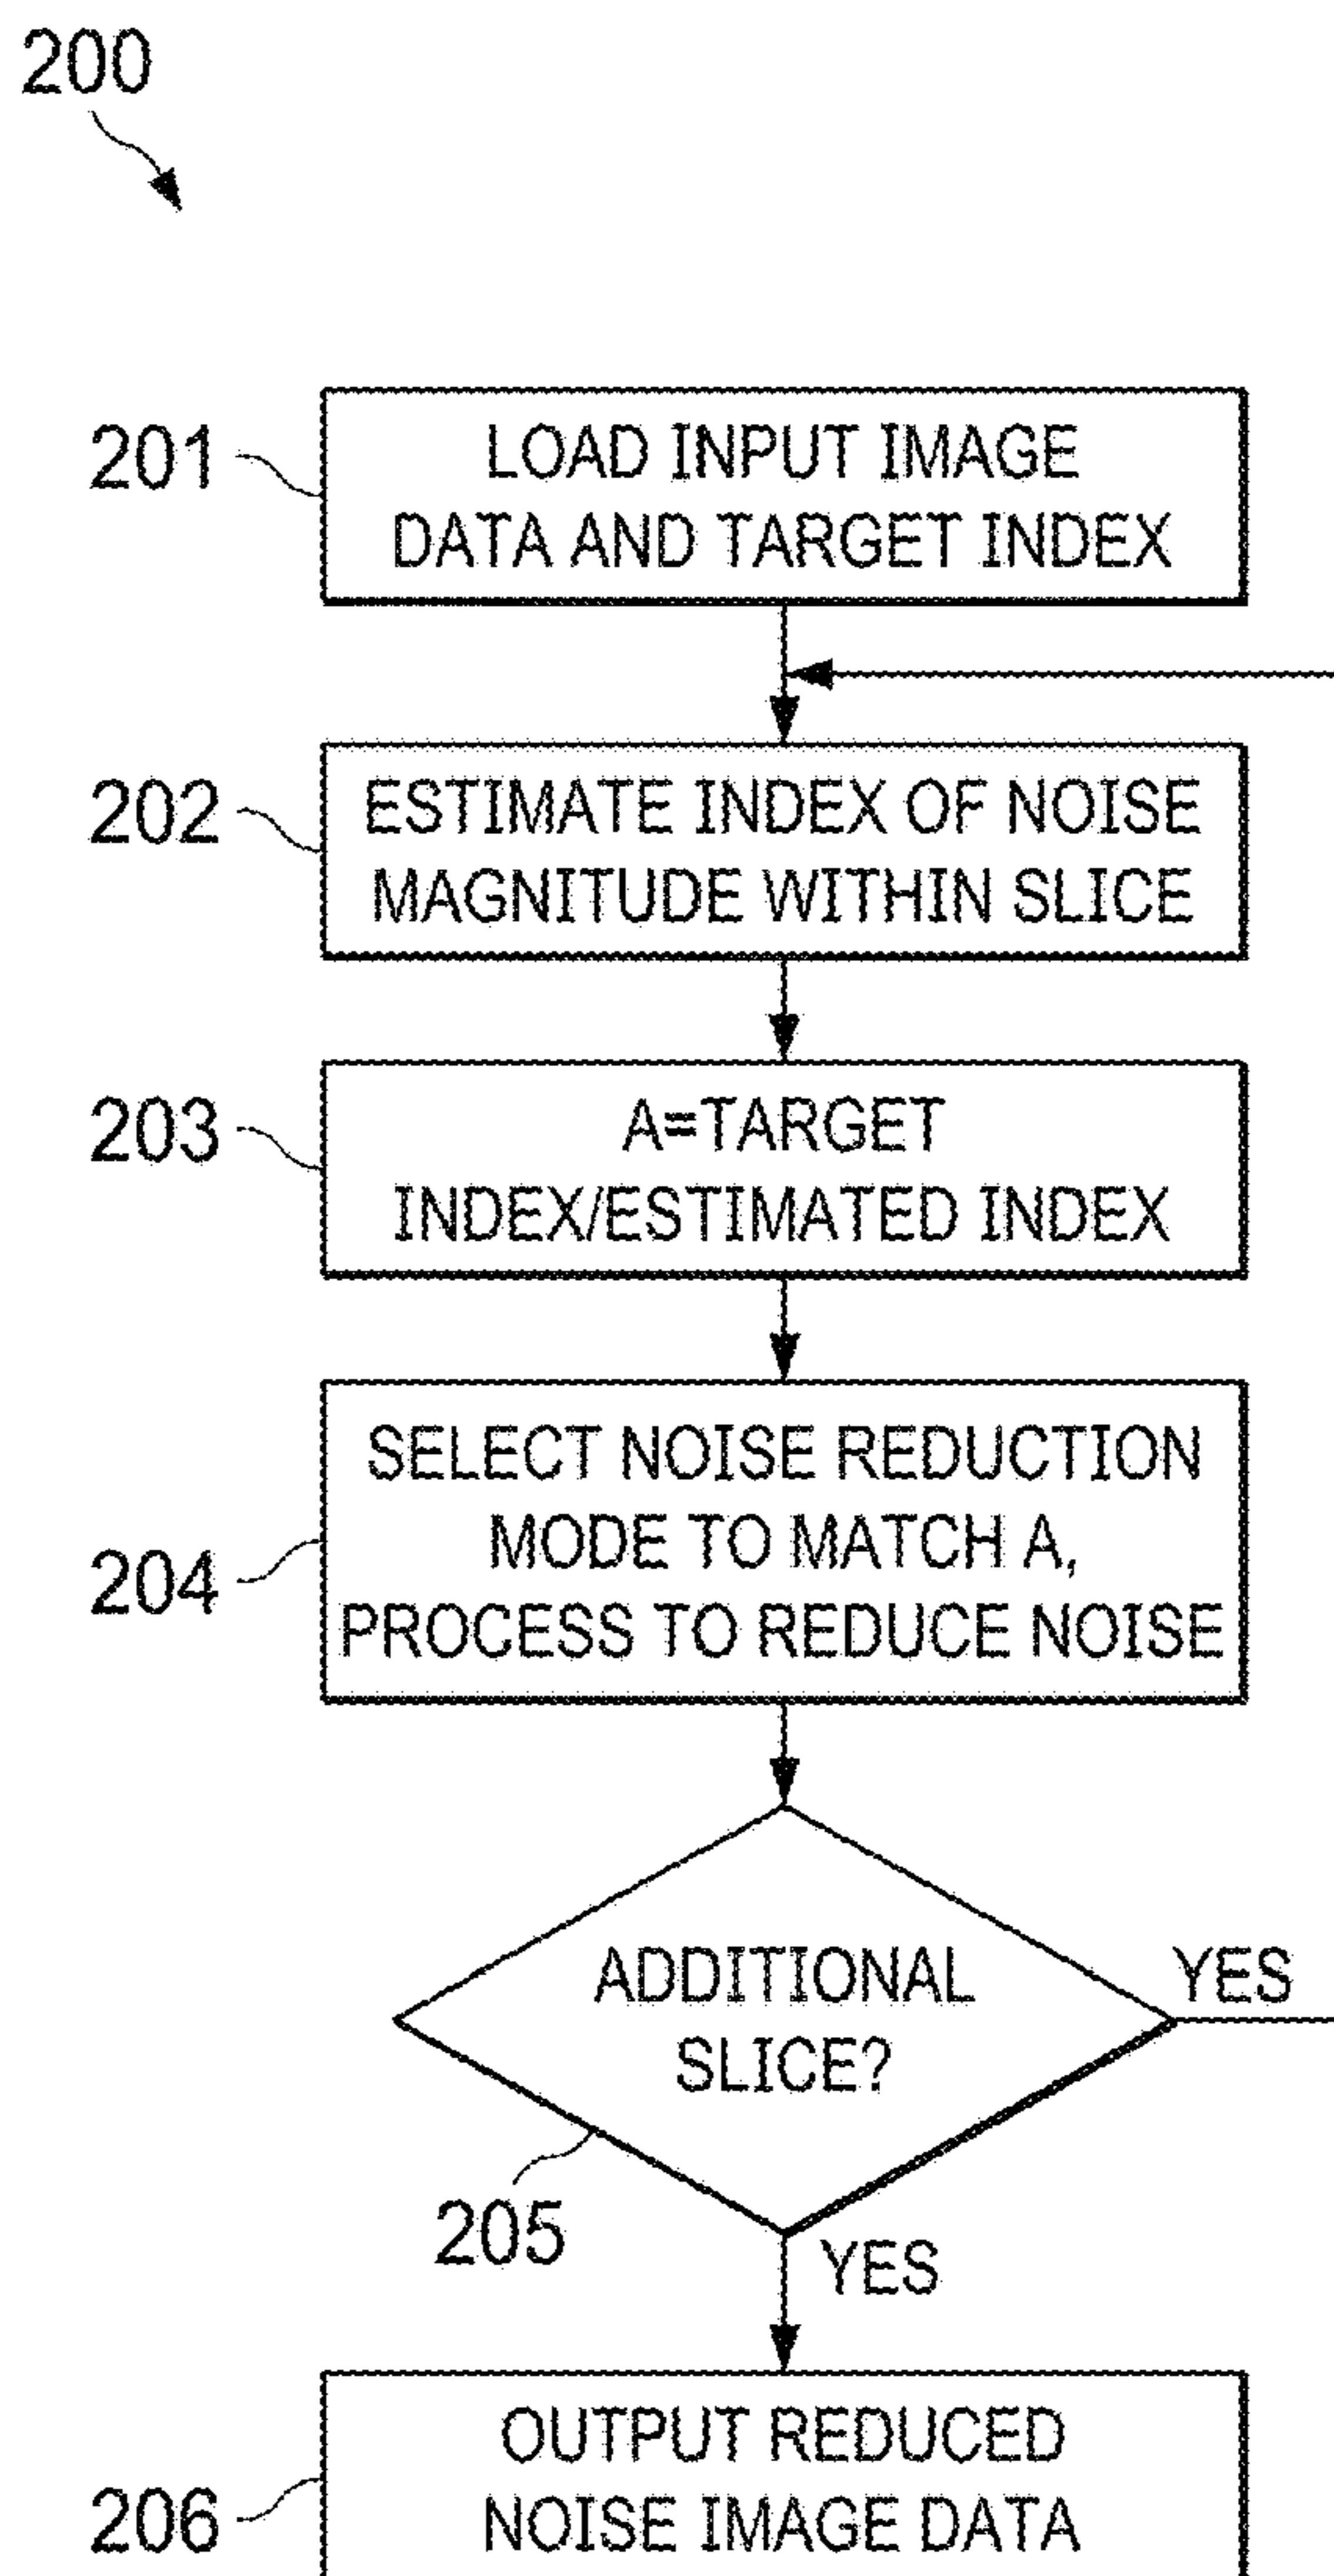 200
201
LOAD INPUT IMAGE
DATA AND TARGET INDEX
202
ESTIMATE INDEX OF NOISE
MAGNITUDE WITHIN SLICE
203
A=TARGET
INDEX/ESTIMATED INDEX
204
SELECT NOISE REDUCTION
MODE TO MATCH A,
PROCESS TO REDUCE NOISE
ADDITIONAL
SLICE?
YES
205
YES
206
OUTPUT REDUCED
NOISE IMAGE DATA